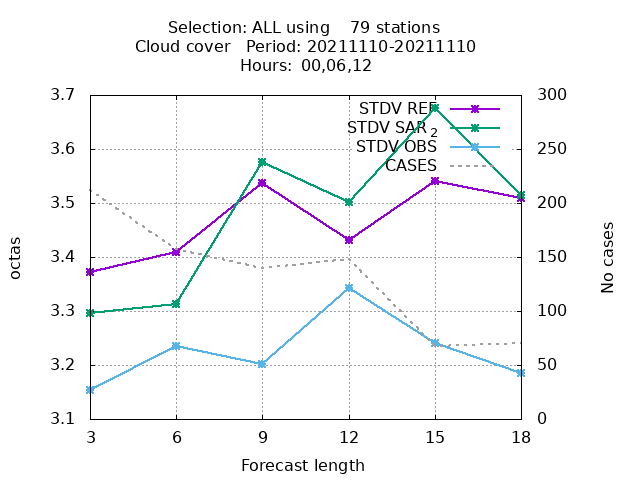 Selection: ALL using    79 stations
Cloud cover   Period: 20211110-20211110
Hours:  00,06,12
3.7
3.6
3.5
3.4
3.3
3.2
3.1
octas
300
250
200
150
100
50
0
No cases
STDV REF
STDV SAR 2
STDV OBS
CASES
3 6 9 12 15 18
Forecast length